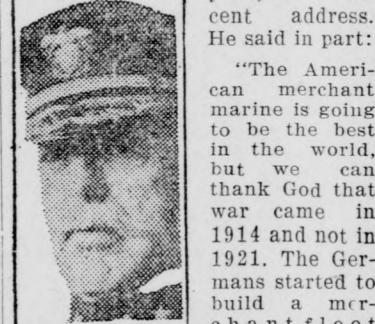 cent address.
He said in part:
"The Ameri-
can merchant
marine is going
to be the best
in the world,
but we can
thank God that
war came in
1914 and not in
1921. The Ger-
mans started to
build a mer-
chant fleet